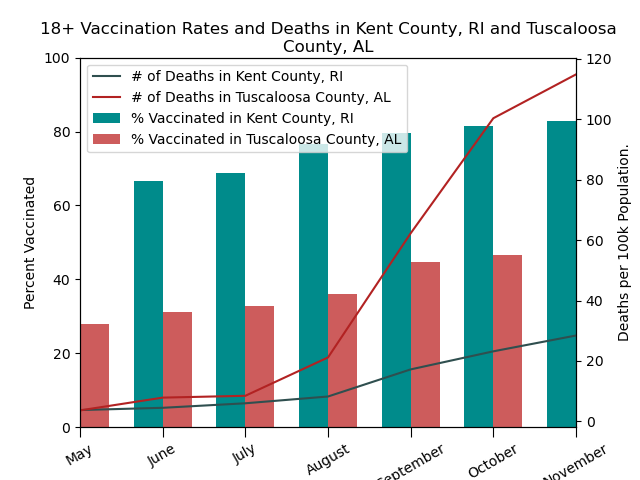 18+ Vaccination Rates and Deaths in Kent County, RI and Tuscaloosa
County, AL
# of Deaths in Kent County, RI
# of Deaths in Tuscaloosa County, AL
% Vaccinated in Kent County, RI
% Vaccinated in Tuscaloosa County, AL
Percent Vaccinated
100
80
60
40
20
0
120
100
80
60
40
20
0
Deaths per 100k Population.
May
June
July
August
September
October
November